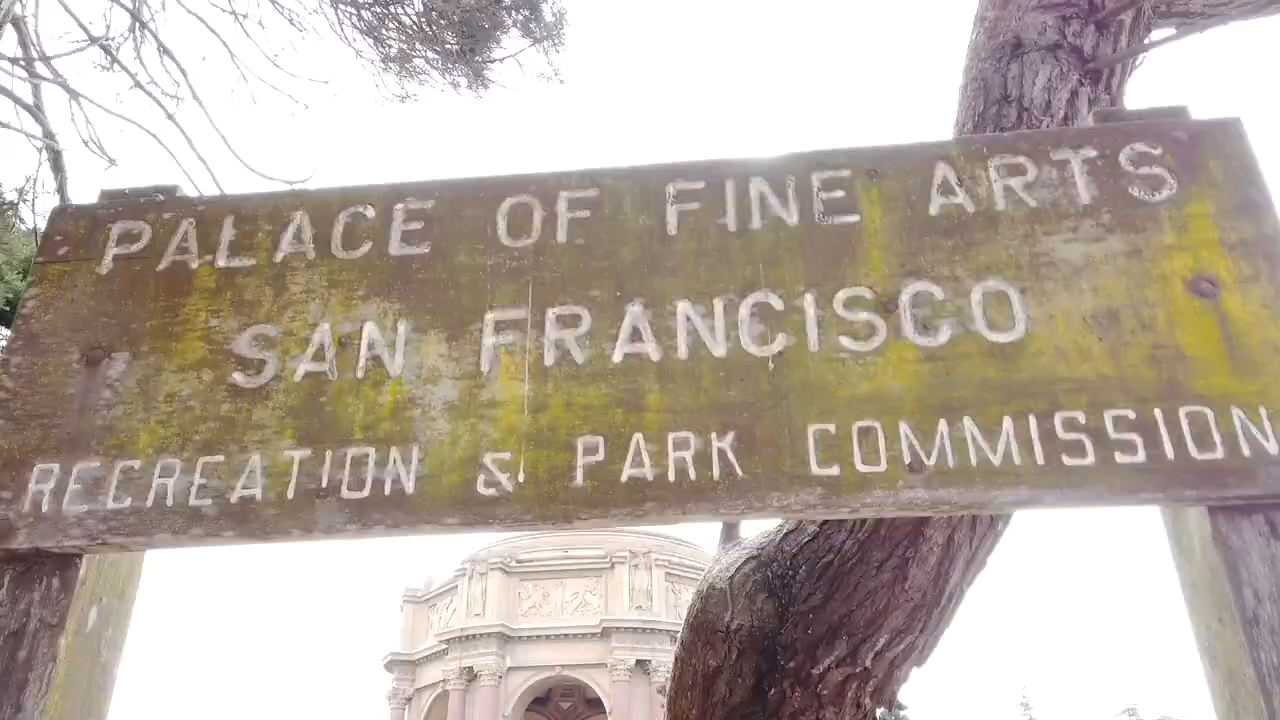 PALACE OF FINE ARTS
SAN FRANCISCO
RECREATION & PARK COMMISSION